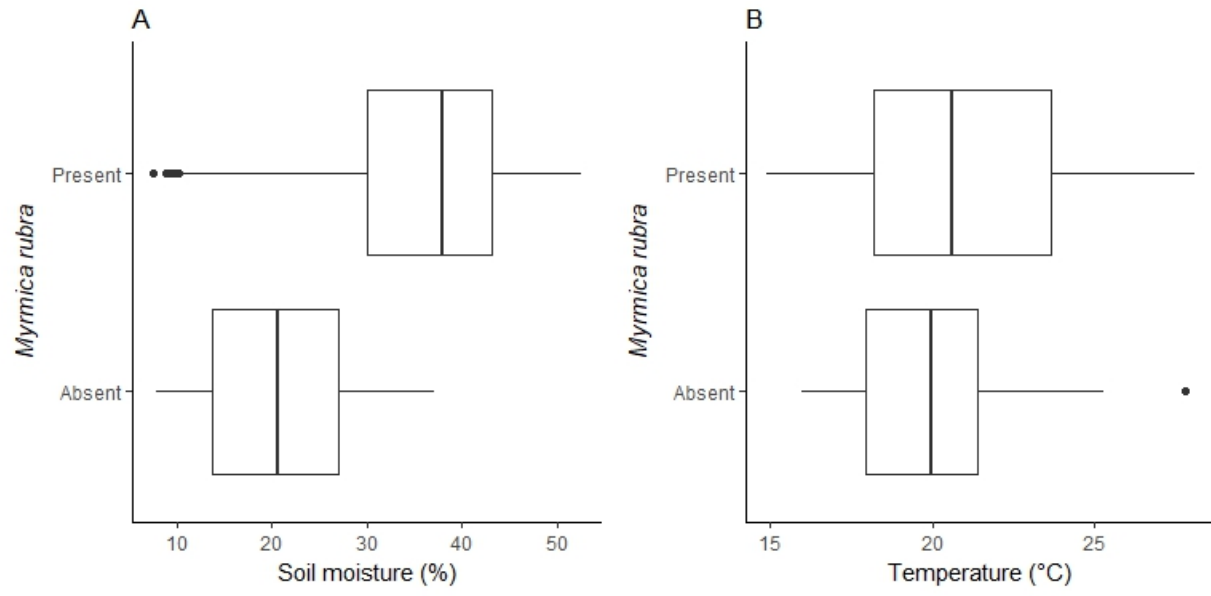 A
Myrmica rubra
Present
Absent
10 20 30 40 50
Soil moisture (%)
B
Myrmica rubra
Present
Absent
15 20 25
Temperature (°C)